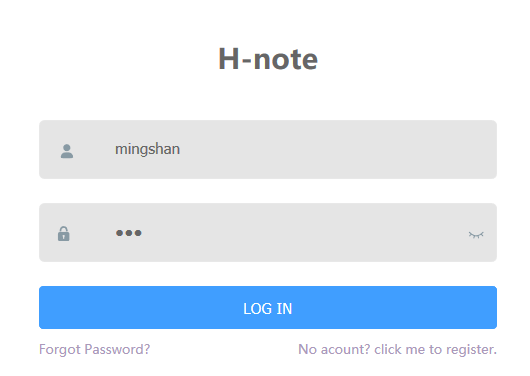 H-note
mingshan
•••
LOG IN
Forgot Password?
No acount? click me to register.